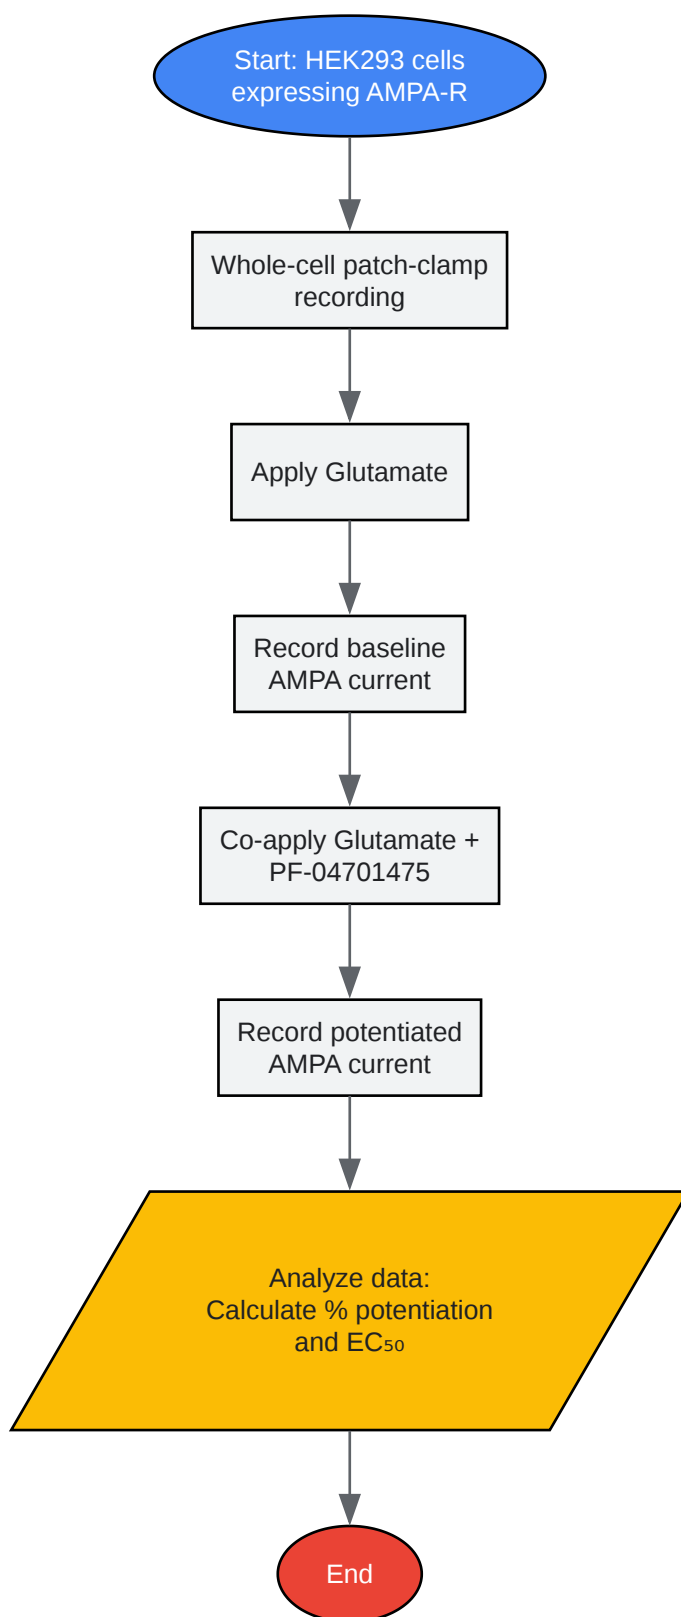 Start: HEK293 cells
expressing AMPA-R
Whole-cell patch-clamp
recording
Apply Glutamate
Record baseline
AMPA current
Co-apply Glutamate +
PF-04701475
Record potentiated
AMPA current
Analyze data:
Calculate % potentiation
and EC₅₀
End